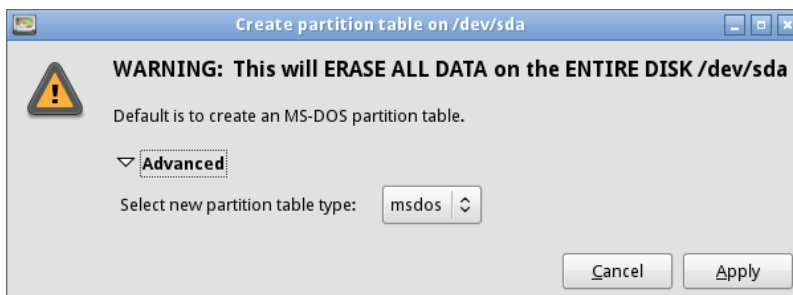 Create partition table on /dev/sda
WARNING: This will ERASE ALL DATA on the ENTIRE DISK /dev/sda
Default is to create an MS-DOS partition table.
Advanced
Select new partition table type: msdos
Cancel Apply